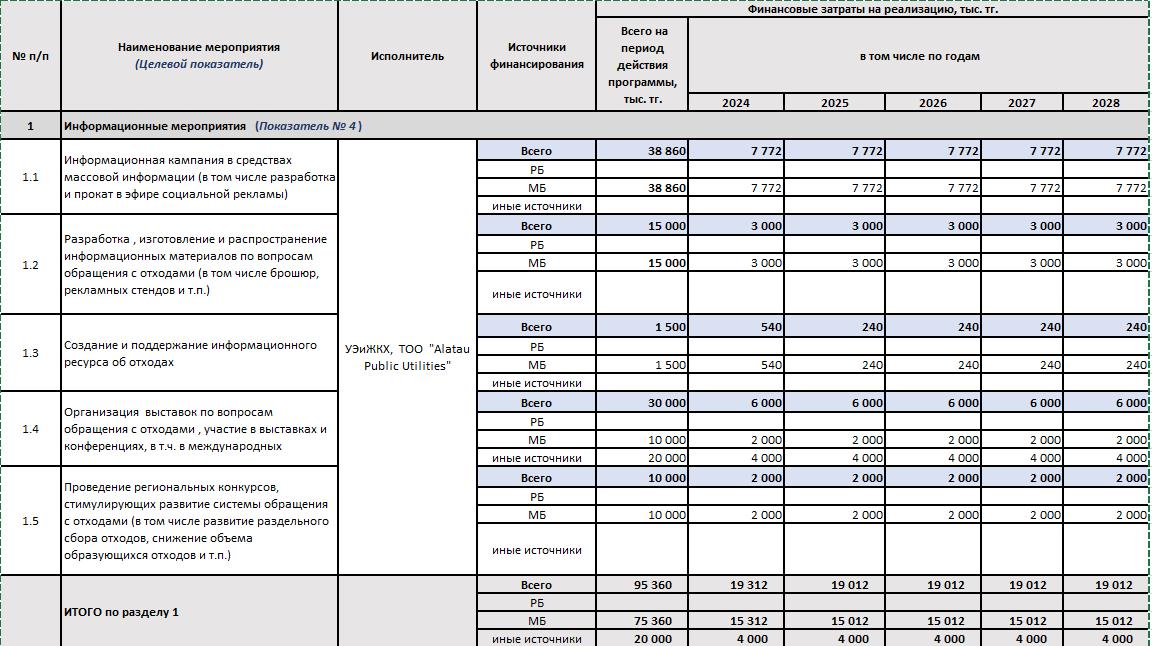 Финансовые затраты на реализацию, тыс. тг.
№ п/п
Наименование мероприятия
(Целевой показатель)
Исполнитель
Источники
финансирования
Всего на
период
действия
программы,
тыс. тг.
в том числе по годам
2024 2025 2026 2027 2028
1 Информационные мероприятия (Показатель № 4 )
1.1
Информационная кампания в средствах
массовой информации (в том числе разработка
и прокат в эфире социальной рекламы)
УЭиЖКХ, ТОО "Alatau
Public Utilities"
Всего 38 860 7 772 7 772 7 772 7 772 7 772
РБ
МБ 38 860 7 772 7 772 7 772 7 772 7 772
иные источники
1.2
Разработка , изготовление и распространение
информационных материалов по вопросам
обращения с отходами (в том числе брошюр,
рекламных стендов и т.п.)
Всего 15 000 3 000 3 000 3 000 3 000 3 000
РБ
МБ 15 000 3 000 3 000 3 000 3 000 3 000
иные источники
1.3
Создание и поддержание информационного
ресурса об отходах
Всего 1 500 540 240 240 240 240
РБ
МБ 1 500 540 240 240 240 240
иные источники
1.4
Организация выставок по вопросам
обращения с отходами , участие в выставках и
конференциях, в т.ч. в международных
Всего 30 000 6 000 6 000 6 000 6 000 6 000
РБ
МБ 10 000 2 000 2 000 2 000 2 000 2 000
иные источники 20 000 4 000 4 000 4 000 4 000 4 000
1.5
Проведение региональных конкурсов,
стимулирующих развитие системы обращения
с отходами (в том числе развитие раздельного
сбора отходов, снижение объема
образующихся отходов и т.п.)
Всего 10 000 2 000 2 000 2 000 2 000 2 000
РБ
МБ 10 000 2 000 2 000 2 000 2 000 2 000
иные источники
ИТОГО по разделу 1
Всего 95 360 19 312 19 012 19 012 19 012 19 012
РБ
МБ 75 360 15 312 15 012 15 012 15 012 15 012
иные источники 20 000 4 000 4 000 4 000 4 000 4 000